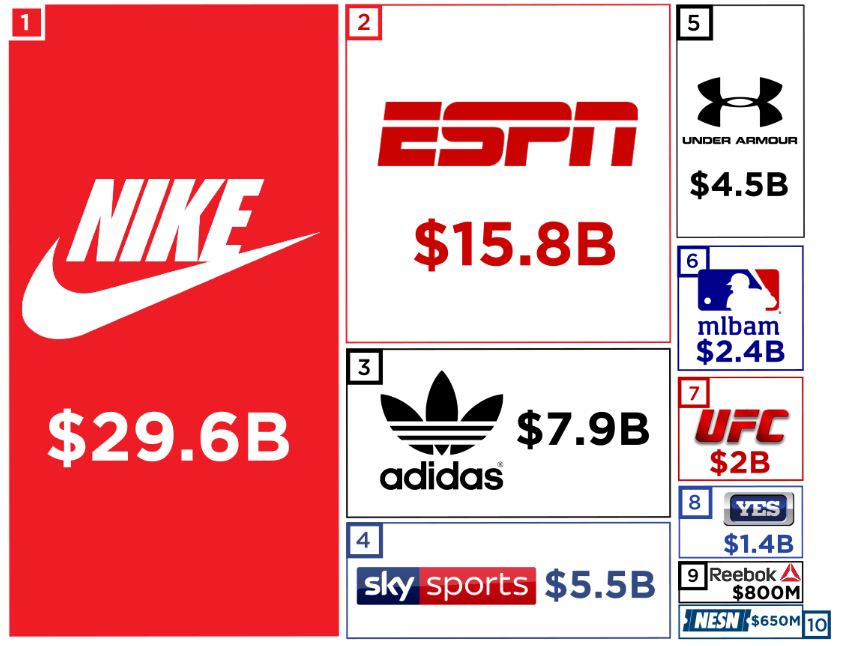 1
NIKE
$29.6B
2
ESPN
$15.8B
3
adidas®
$7.9B
4
sky sports
$5.5B
5
UNDER ARMOUR
$4.5B
6
mlbam
$2.4B
7
UFC
$2B
8
YES
$1.4B
9
Reebok
$800M
NESN
$650M
10